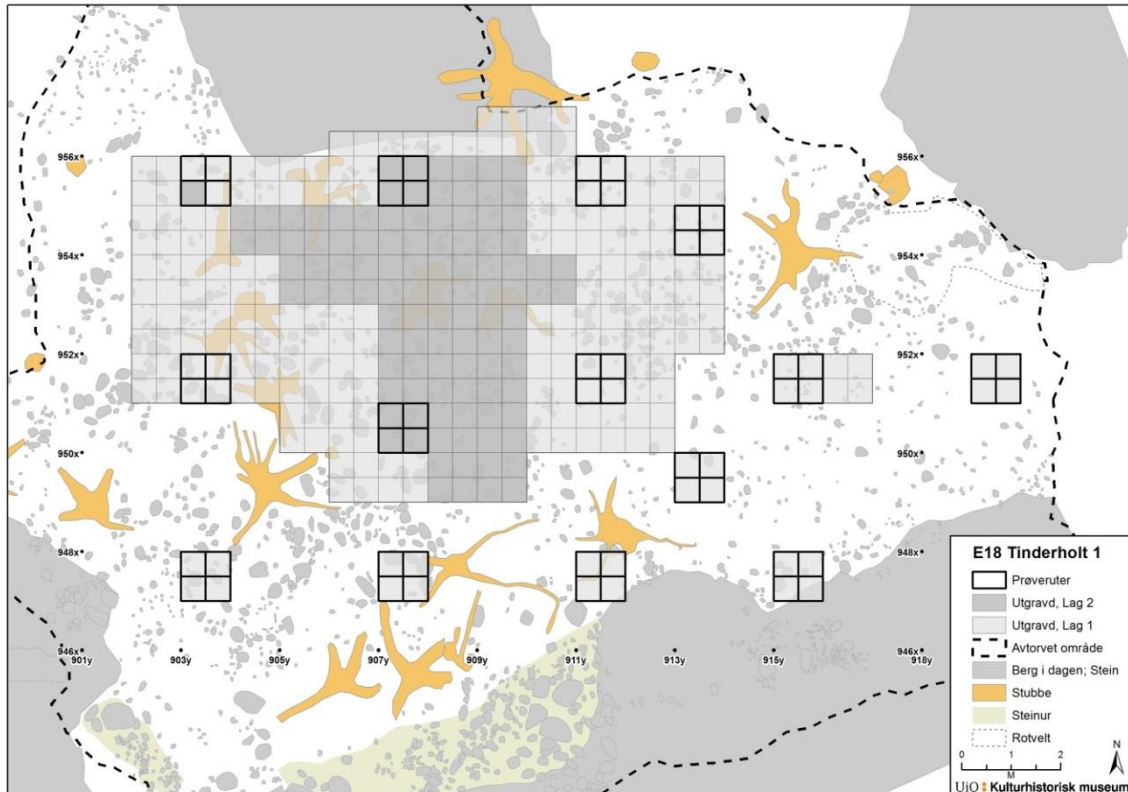 956x
956x
954x
954x
952x
952x
950x
950x
948x
948x
946x
946x
901y
903y
905y
907y
909y
911y
913y
915y
918y
E18 Tinderholt 1
Prøveruter
Utgravd, Lag 2
Utgravd, Lag 1
Avtorvet område
Berg i dagen; Stein
Stubbe
Steinur
Rotvelt
0 1 2
M
N
UiO Kulturhistorisk museum